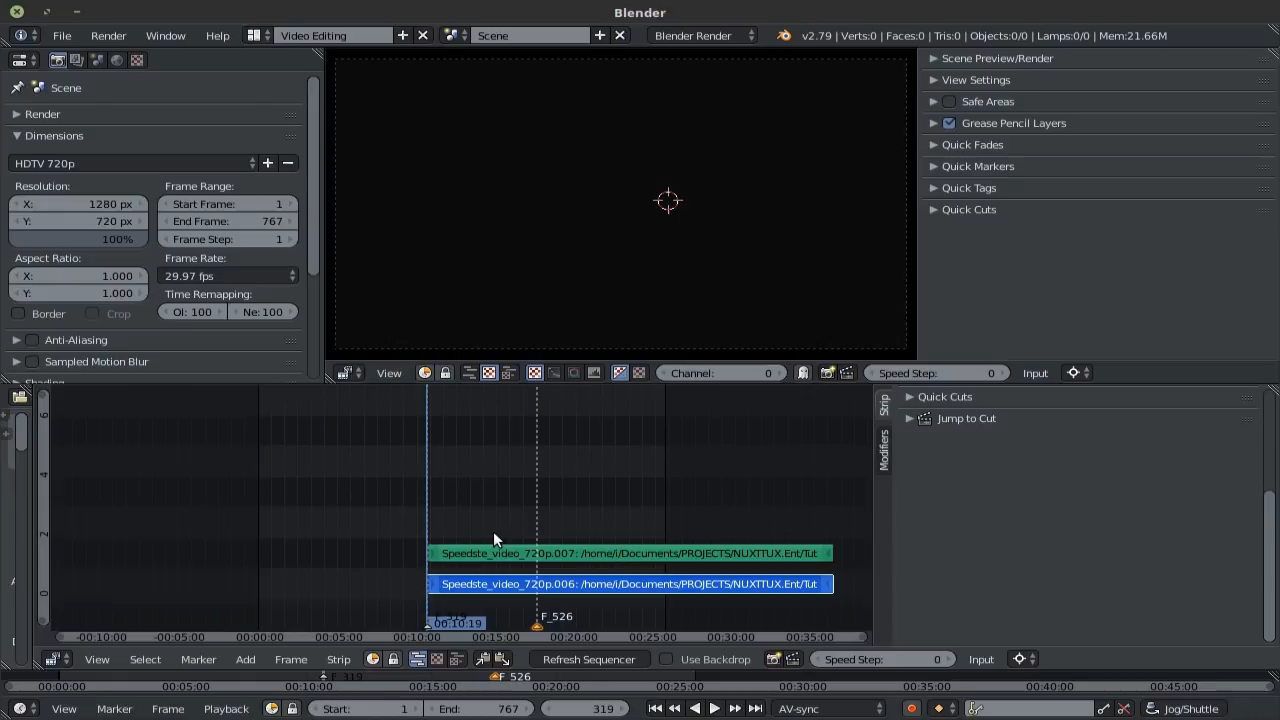 Blender
File Render Window Help Video Editing Scene Blender Render v2.79 | Verts:0 | Faces:0 | Tris:0 | Objects:0/0 | Lamps:0/0 | Mem:21.66M
Scene
Render
Dimensions
HDTV 720p
Resolution: Frame Range:
X: 1280 px Start Frame: 1
Y: 720 px End Frame: 767
100% Frame Step: 1
Aspect Ratio: Frame Rate:
X: 1.000 29.97 fps
Y: 1.000 Time Remapping:
Border Crop Ol: 100 Ne: 100
Anti-Aliasing
Sampled Motion Blur
Shading
Scene Preview/Render
View Settings
Safe Areas
Grease Pencil Layers
Quick Fades
Quick Markers
Quick Tags
Quick Cuts
View Channel: 0 Speed Step: 0 Input
6
4
2
0
Speedste_video_720p.007: /home/i/Documents/PROJECTS/NUXTTUX.Ent/Tut
Speedste_video_720p.006: /home/i/Documents/PROJECTS/NUXTTUX.Ent/Tut
F_526
00:10:19
-00:10:00 -00:05:00 00:00:00 00:05:00 00:10:00 00:15:00 00:20:00 00:25:00 00:30:00 00:35:00
Strip
Modifiers
Quick Cuts
Jump to Cut
View Select Marker Add Frame Strip Refresh Sequencer Use Backdrop Speed Step: 0 Input
F_319 F_526
00:00:00 00:05:00 00:10:00 00:15:00 00:20:00 00:25:00 00:30:00 00:35:00 00:40:00 00:45:00
View Marker Frame Playback Start: 1 End: 767 319 AV-sync Jog/Shuttle